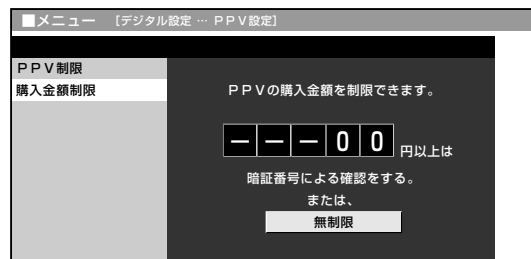 ■メニュー [デジタル設定 … ＰＰＶ設定]
ＰＰＶ制限
購入金額制限
ＰＰＶの購入金額を制限できます。
ー ー ー 0 0 円以上は
暗証番号による確認をする。
または、
無制限